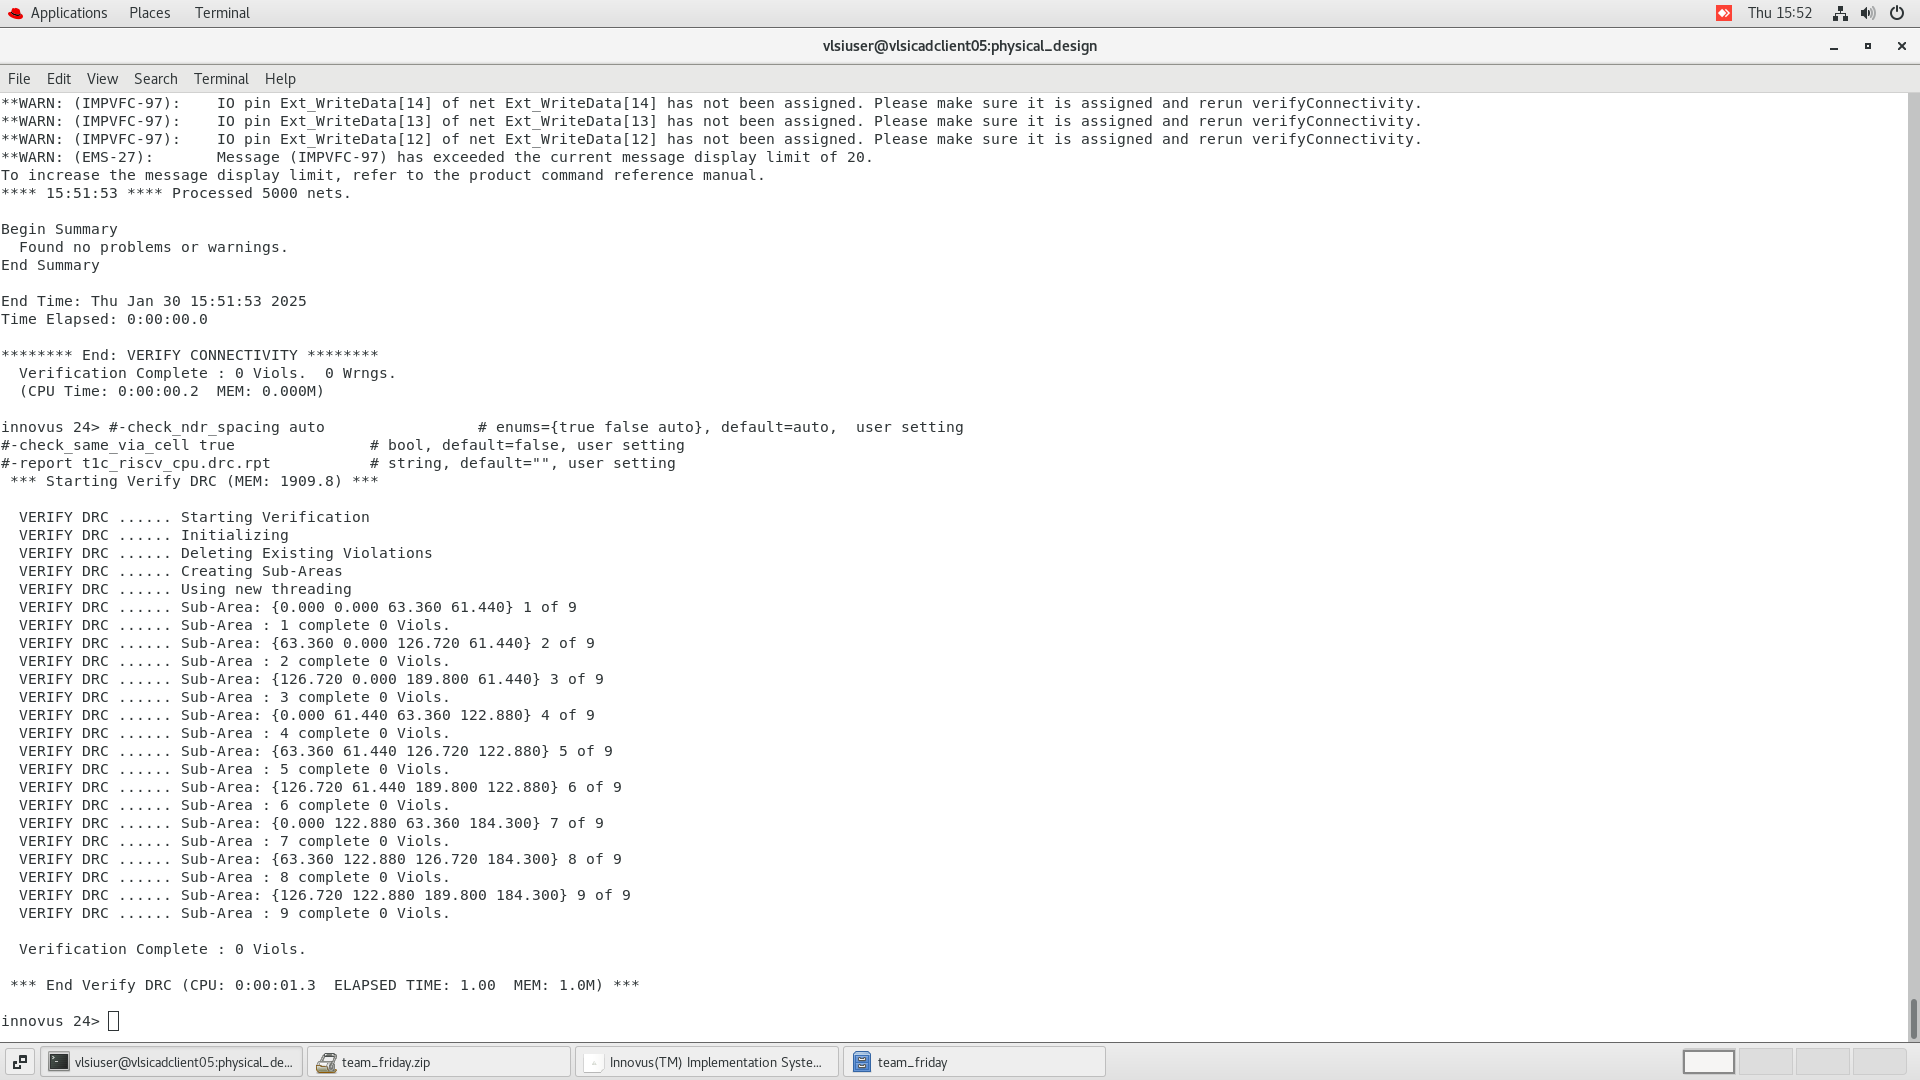 Applications Places Terminal Thu 15:52
vlsiuser@vlsicadclient05:physical_design
File Edit View Search Terminal Help
**WARN: (IMPVFC-97):    IO pin Ext_WriteData[14] of net Ext_WriteData[14] has not been assigned. Please make sure it is assigned and rerun verifyConnectivity.
**WARN: (IMPVFC-97):    IO pin Ext_WriteData[13] of net Ext_WriteData[13] has not been assigned. Please make sure it is assigned and rerun verifyConnectivity.
**WARN: (IMPVFC-97):    IO pin Ext_WriteData[12] of net Ext_WriteData[12] has not been assigned. Please make sure it is assigned and rerun verifyConnectivity.
**WARN: (EMS-27):       Message (IMPVFC-97) has exceeded the current message display limit of 20.
To increase the message display limit, refer to the product command reference manual.
**** 15:51:53 **** Processed 5000 nets.

Begin Summary
  Found no problems or warnings.
End Summary

End Time: Thu Jan 30 15:51:53 2025
Time Elapsed: 0:00:00.0

******** End: VERIFY CONNECTIVITY ********
  Verification Complete : 0 Viols.  0 Wrngs.
  (CPU Time: 0:00:00.2  MEM: 0.000M)

innovus 24> #-check_ndr_spacing auto                 # enums={true false auto}, default=auto,  user setting
#-check_same_via_cell true               # bool, default=false, user setting
#-report t1c_riscv_cpu.drc.rpt           # string, default="", user setting
 *** Starting Verify DRC (MEM: 1909.8) ***

  VERIFY DRC ...... Starting Verification
  VERIFY DRC ...... Initializing
  VERIFY DRC ...... Deleting Existing Violations
  VERIFY DRC ...... Creating Sub-Areas
  VERIFY DRC ...... Using new threading
  VERIFY DRC ...... Sub-Area: {0.000 0.000 63.360 61.440} 1 of 9
  VERIFY DRC ...... Sub-Area : 1 complete 0 Viols.
  VERIFY DRC ...... Sub-Area: {63.360 0.000 126.720 61.440} 2 of 9
  VERIFY DRC ...... Sub-Area : 2 complete 0 Viols.
  VERIFY DRC ...... Sub-Area: {126.720 0.000 189.800 61.440} 3 of 9
  VERIFY DRC ...... Sub-Area : 3 complete 0 Viols.
  VERIFY DRC ...... Sub-Area: {0.000 61.440 63.360 122.880} 4 of 9
  VERIFY DRC ...... Sub-Area : 4 complete 0 Viols.
  VERIFY DRC ...... Sub-Area: {63.360 61.440 126.720 122.880} 5 of 9
  VERIFY DRC ...... Sub-Area : 5 complete 0 Viols.
  VERIFY DRC ...... Sub-Area: {126.720 61.440 189.800 122.880} 6 of 9
  VERIFY DRC ...... Sub-Area : 6 complete 0 Viols.
  VERIFY DRC ...... Sub-Area: {0.000 122.880 63.360 184.300} 7 of 9
  VERIFY DRC ...... Sub-Area : 7 complete 0 Viols.
  VERIFY DRC ...... Sub-Area: {63.360 122.880 126.720 184.300} 8 of 9
  VERIFY DRC ...... Sub-Area : 8 complete 0 Viols.
  VERIFY DRC ...... Sub-Area: {126.720 122.880 189.800 184.300} 9 of 9
  VERIFY DRC ...... Sub-Area : 9 complete 0 Viols.

  Verification Complete : 0 Viols.

 *** End Verify DRC (CPU: 0:00:01.3  ELAPSED TIME: 1.00  MEM: 1.0M) ***

innovus 24>
vlsiuser@vlsicadclient05:physical_de... team_friday.zip Innovus(TM) Implementation Syste... team_friday